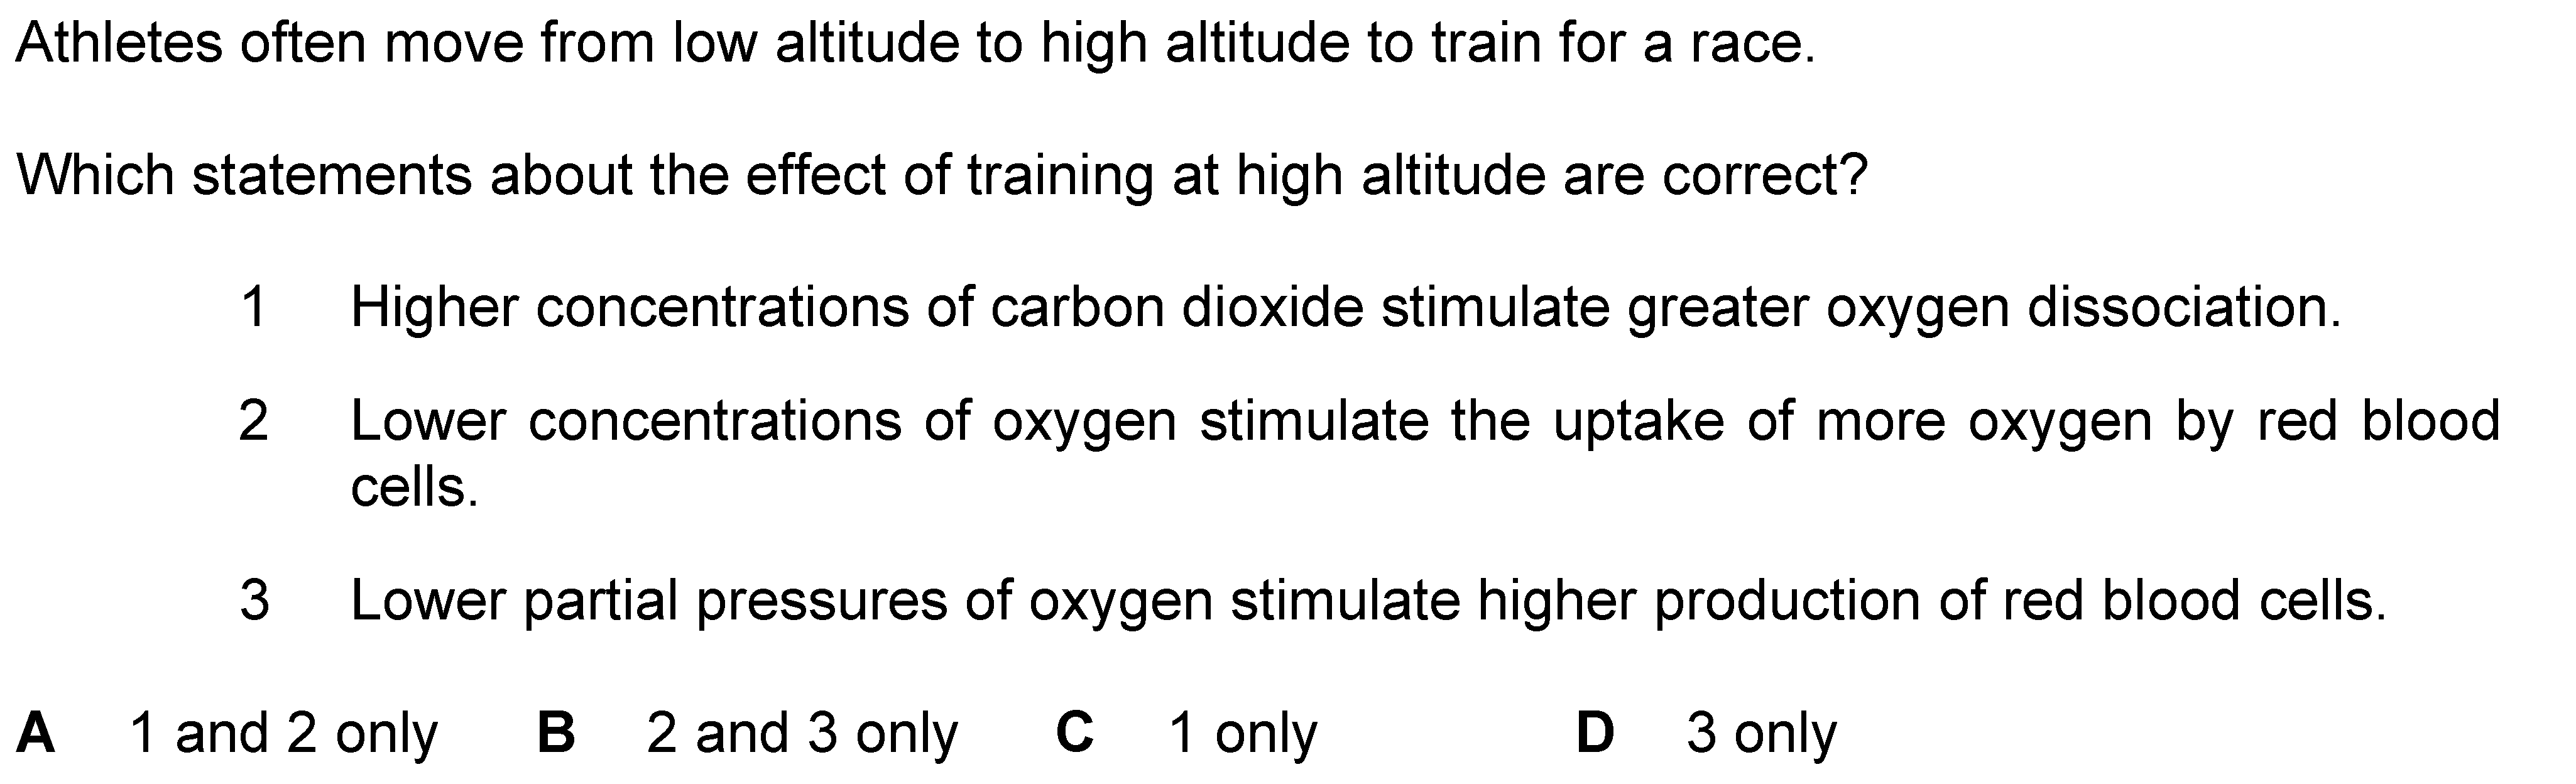 Athletes often move from low altitude to high altitude to train for a race.
Which statements about the effect of training at high altitude are correct?
1 Higher concentrations of carbon dioxide stimulate greater oxygen dissociation.
2 Lower concentrations of oxygen stimulate the uptake of more oxygen by red blood
cells.
3 Lower partial pressures of oxygen stimulate higher production of red blood cells.
A 1 and 2 only B 2 and 3 only C 1 only D 3 only